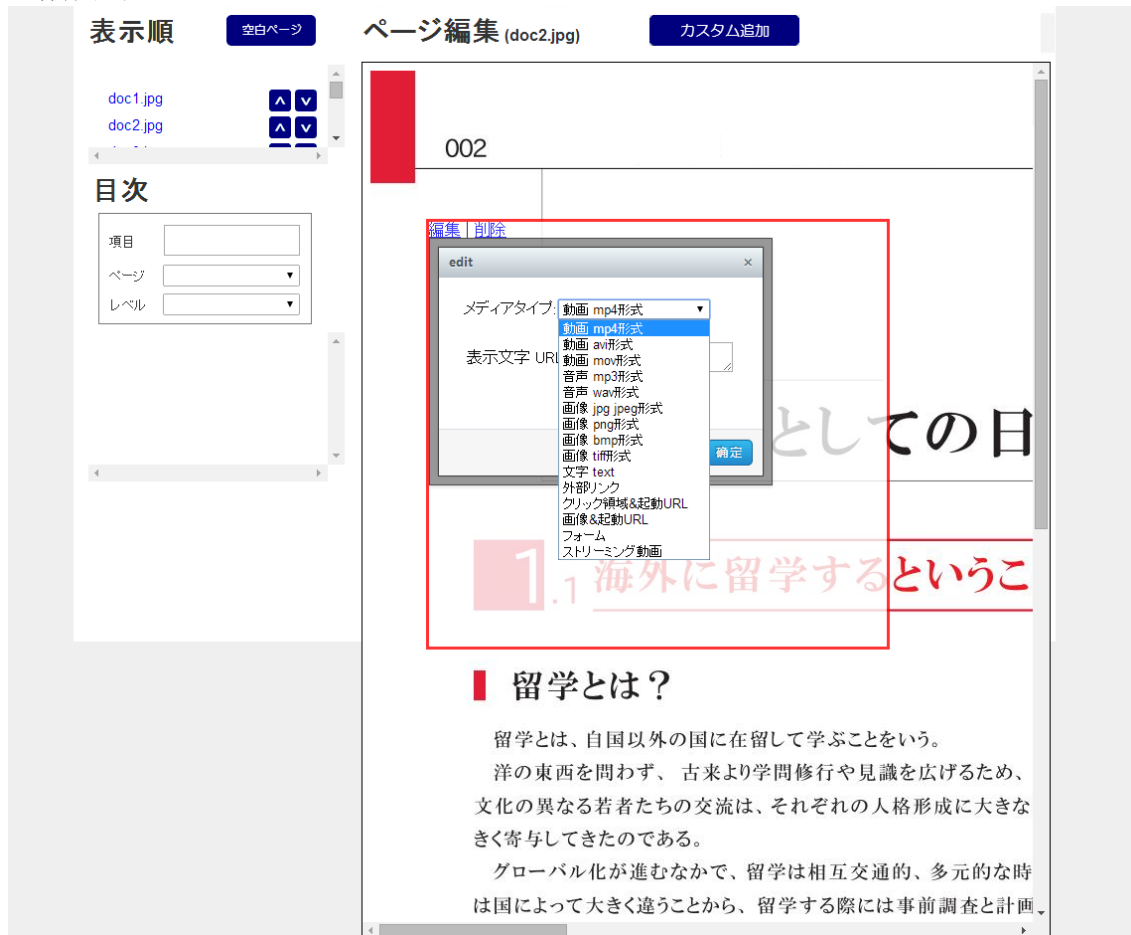 表示順
空白ページ
doc1.jpg
doc2.jpg
目次
項目
ページ
レベル
ページ編集 (doc2.jpg)
カスタム追加
002
編集 | 削除
edit
×
メディアタイプ: 動画 mp4形式
動画 mp4形式
動画 avi形式
動画 mov形式
音声 mp3形式
音声 wav形式
画像 jpg jpeg形式
画像 png形式
画像 bmp形式
画像 tiff形式
文字 text
外部リンク
クリック領域&起動URL
画像&起動URL
フォーム
ストリーミング動画
表示文字 URL
确定
としての日
1.1 海外に留学するというこ
留学とは?
留学とは、自国以外の国に在留して学ぶことをいう。
洋の東西を問わず、古来より学問修行や見識を広げるため、
文化の異なる若者たちの交流は、それぞれの人格形成に大きな
きく寄与してきたのである。
グローバル化が進むなかで、留学は相互交通的、多元的な時
は国によって大きく違うことから、留学する際には事前調査と計画